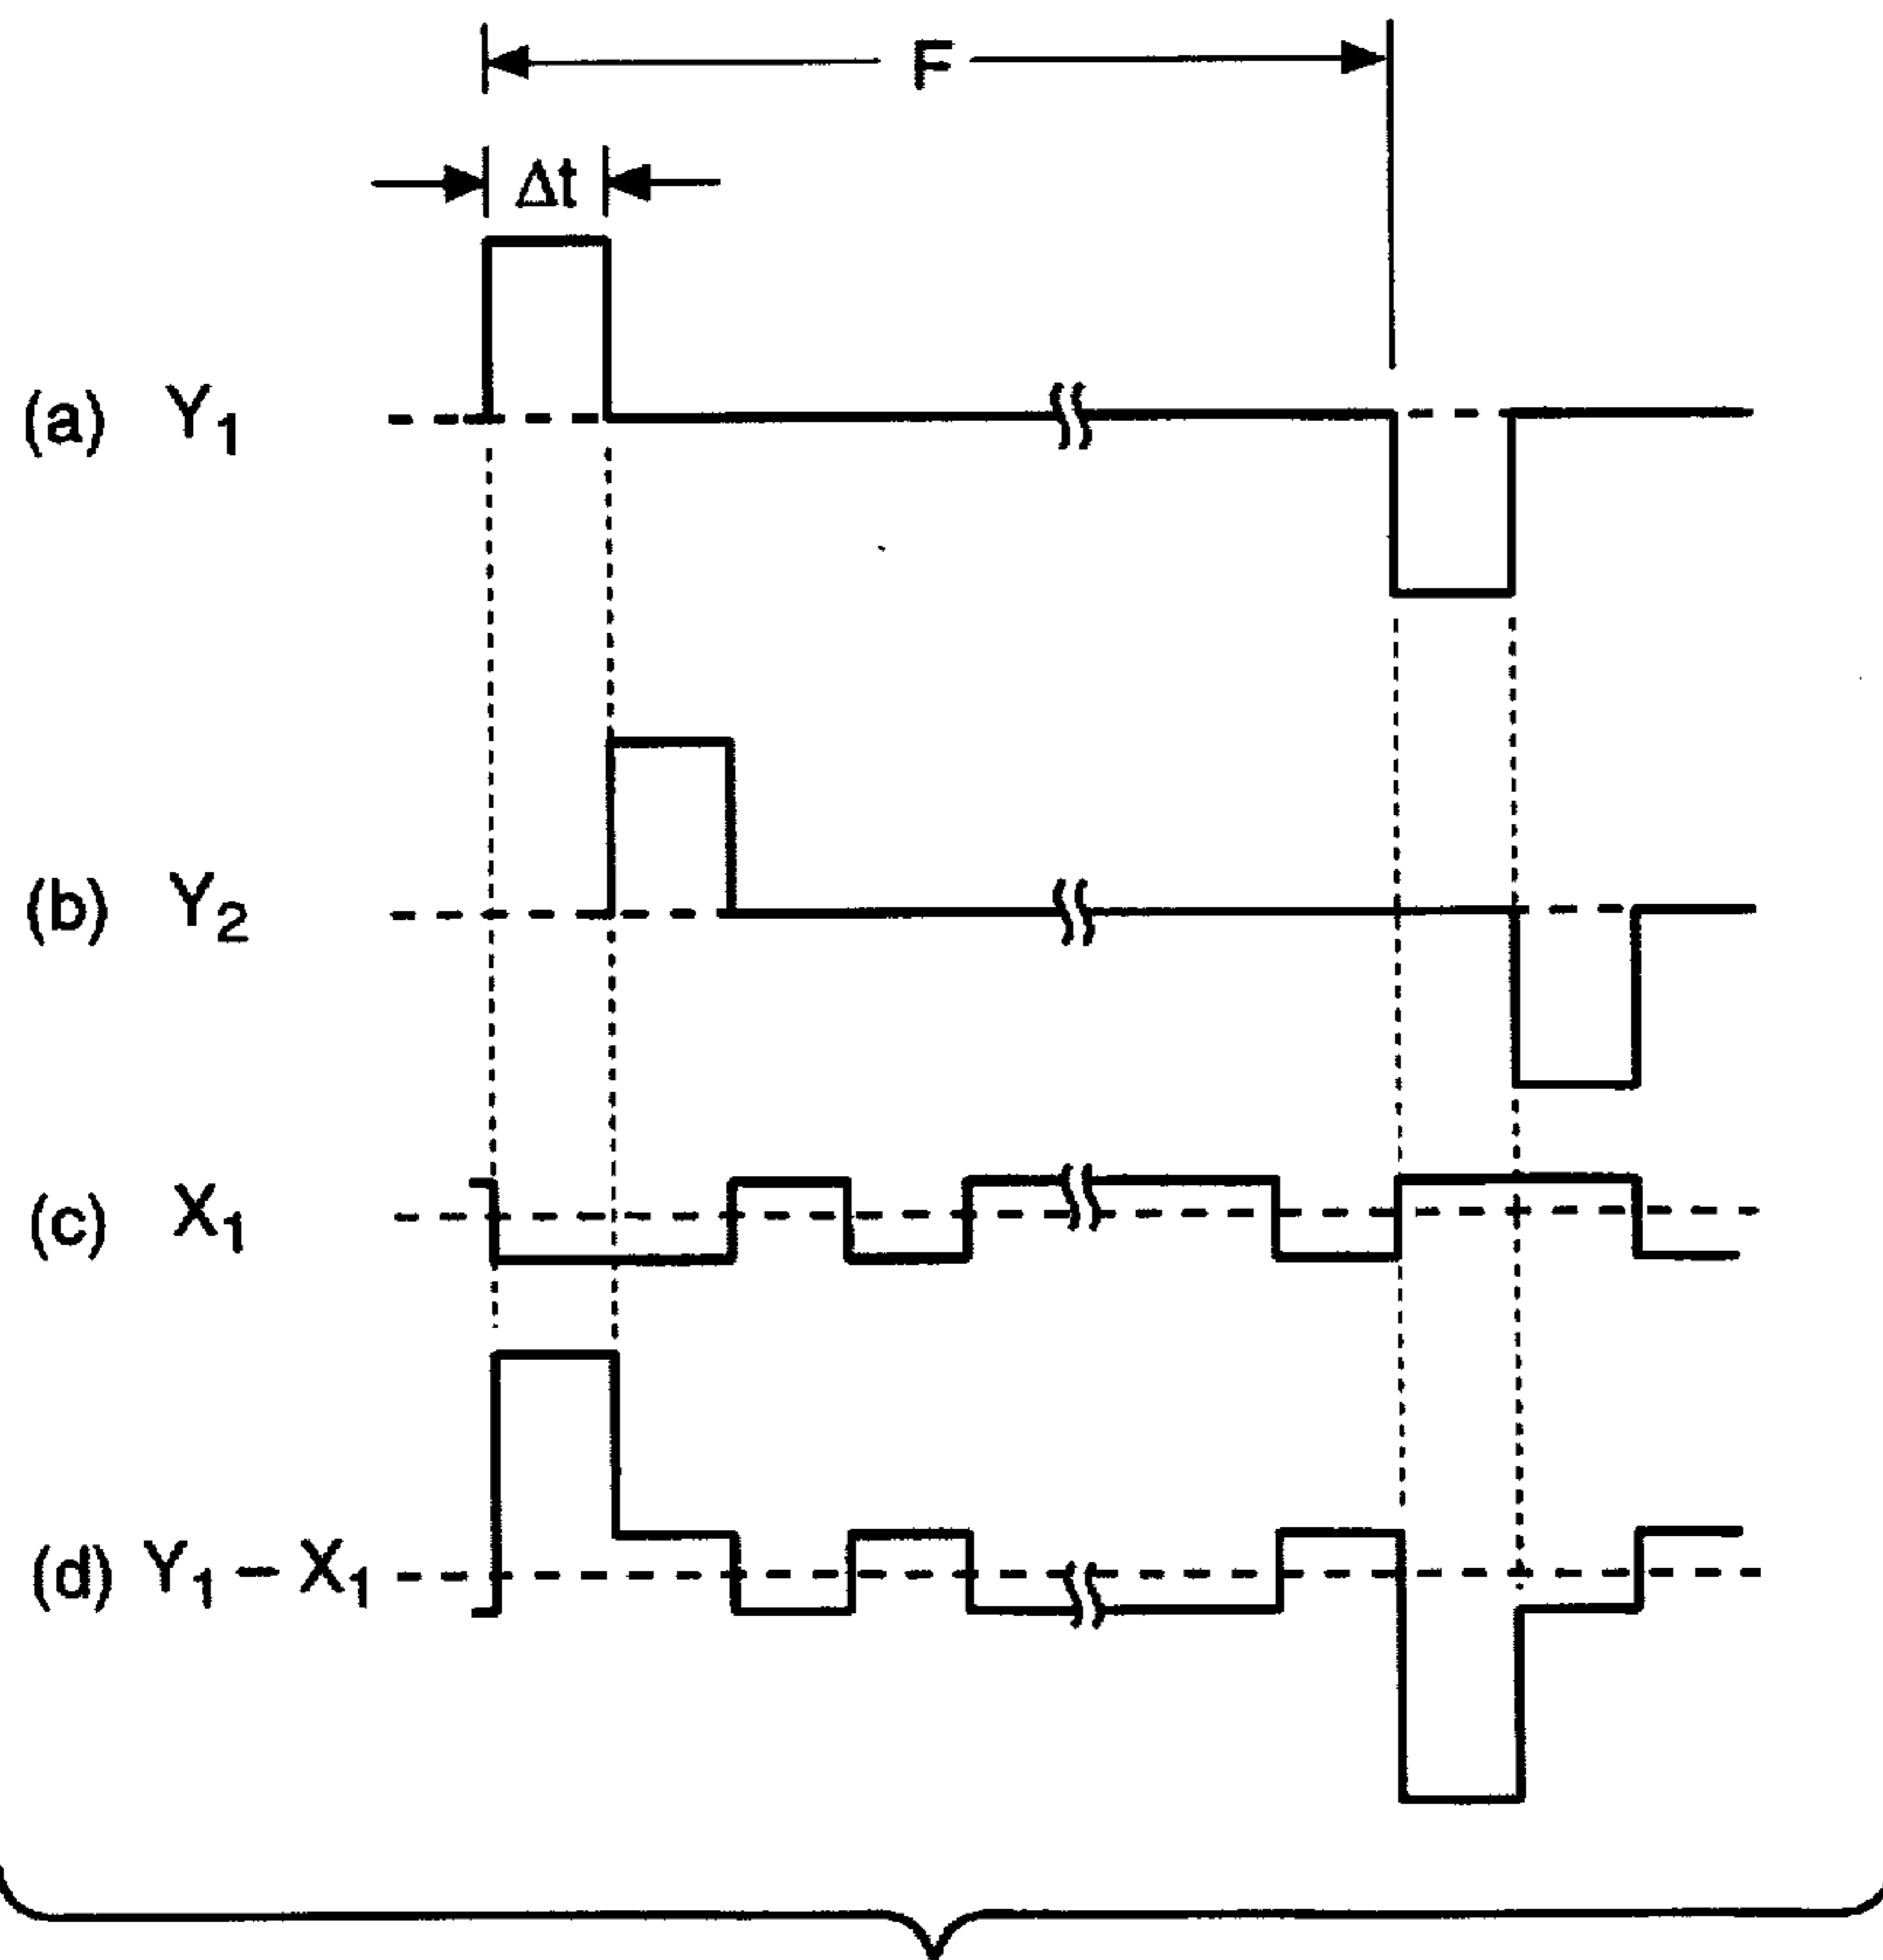 F
Δt
(a) Y₁
(b) Y₂
(c) X₁
(d) Y₁ – X₁